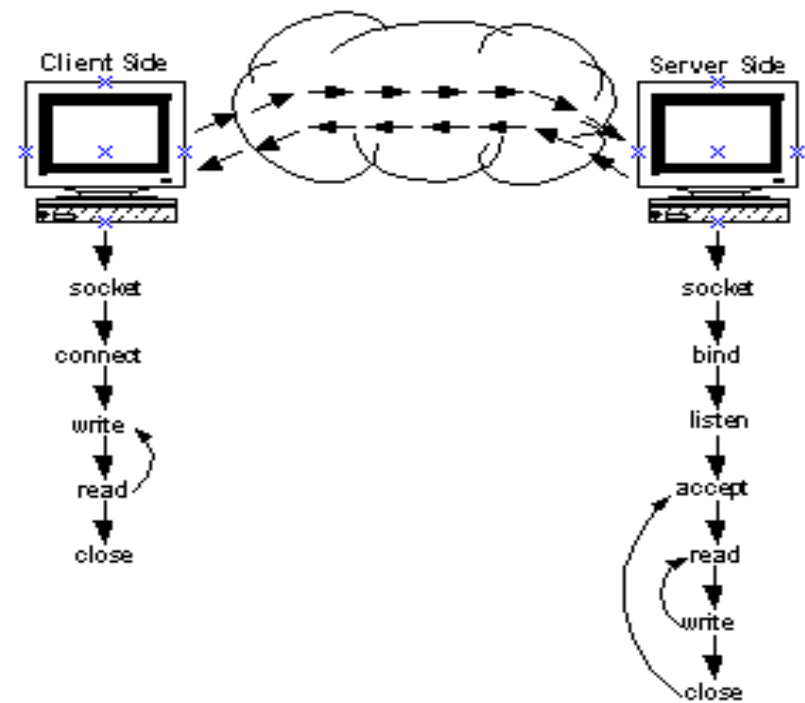 Client Side
Server Side
socket
connect
write
read
close
socket
bind
listen
accept
read
write
close